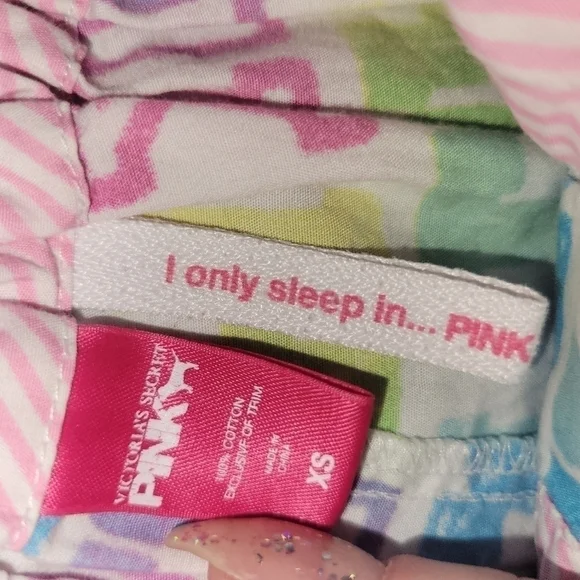 I only sleep in... PINK
VICTORIA'S SECRET
PINK
100% COTTON
EXCLUSIVE OF TRIM
MADE IN
CHINA
XS